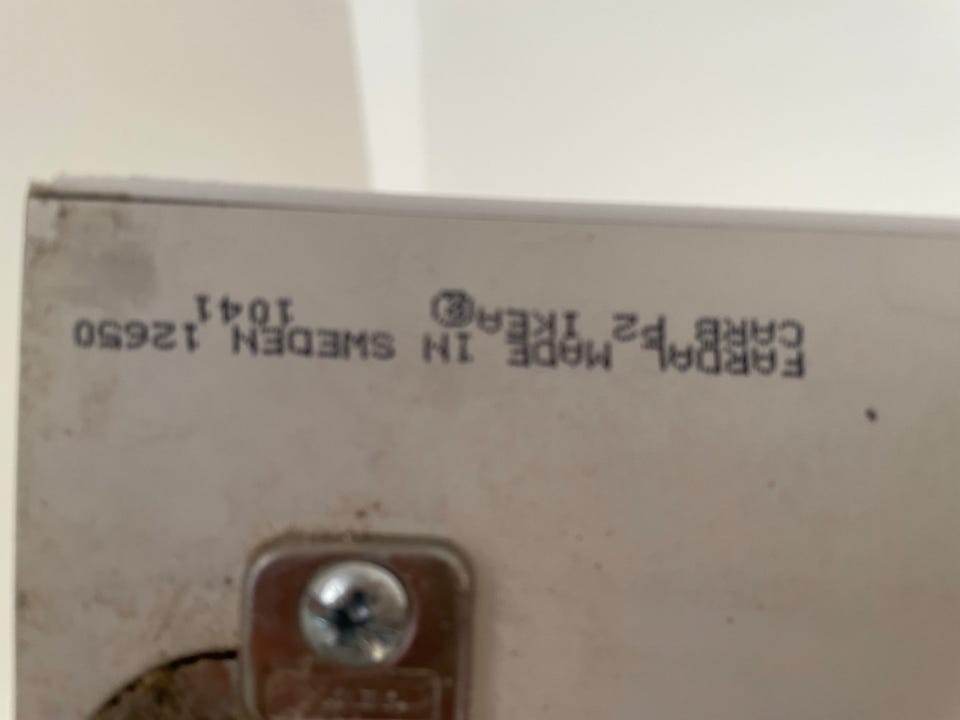 FARDAL MADE IN SWEDEN 12650
CARB P2 IKEA® 1041